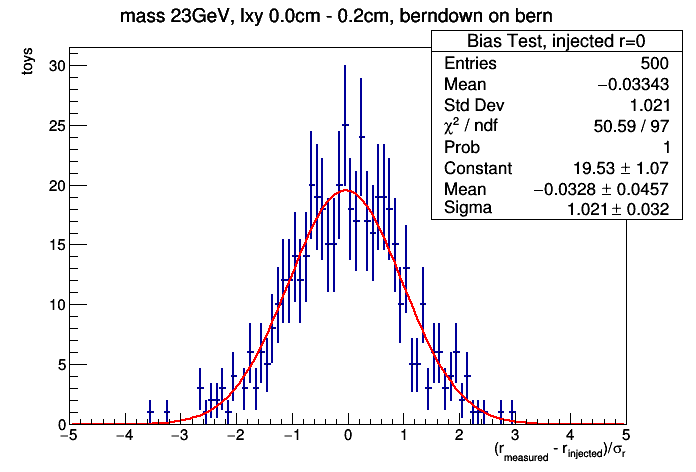 mass 23GeV, lxy 0.0cm - 0.2cm, berndown on bern
toys
Bias Test, injected r=0
Entries 500
Mean −0.03343
Std Dev 1.021
χ² / ndf 50.59 / 97
Prob 1
Constant 19.53 ± 1.07
Mean −0.0328 ± 0.0457
Sigma 1.021 ± 0.032
30
25
20
15
10
5
0
−5 −4 −3 −2 −1 0 1 2 3 4 5
(r_measured - r_injected)/σ_r